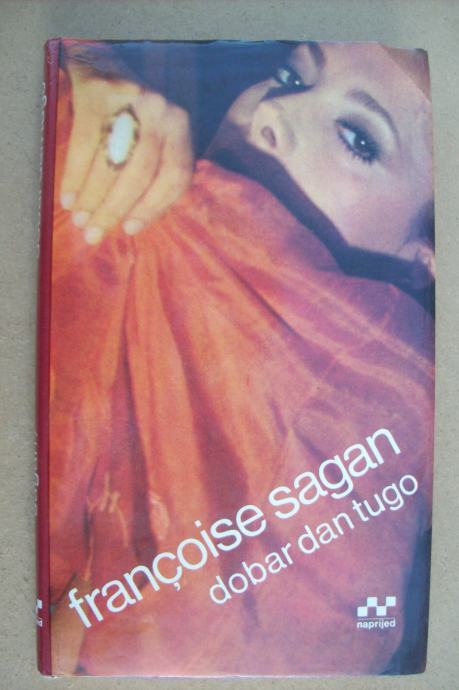 françoise sagan
dobar dan tugo
naprijed